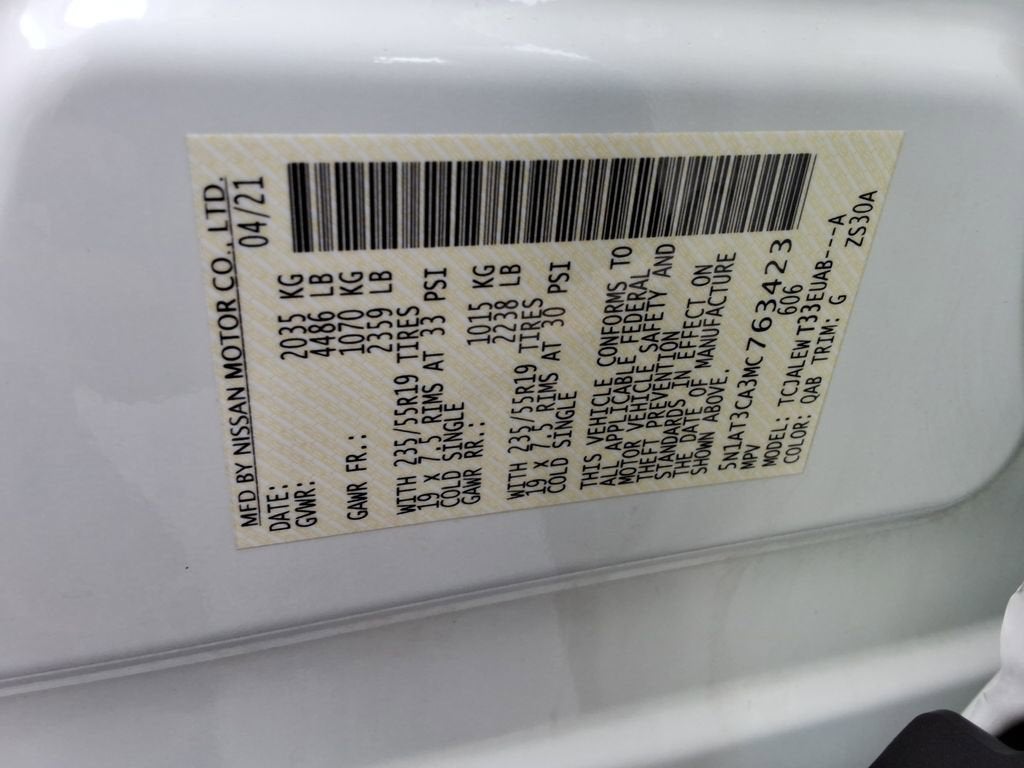 MFD BY NISSAN MOTOR CO., LTD.
DATE: 04/21
GVWR: 2035 KG
4486 LB
GAWR FR.: 1070 KG
2359 LB
WITH 235/55R19 TIRES
19 X 7.5 RIMS AT 33 PSI
COLD SINGLE
GAWR RR.: 1015 KG
2238 LB
WITH 235/55R19 TIRES
19 X 7.5 RIMS AT 30 PSI
COLD SINGLE
THIS VEHICLE CONFORMS TO
ALL APPLICABLE FEDERAL
MOTOR VEHICLE SAFETY AND
THEFT PREVENTION
STANDARDS IN EFFECT ON
THE DATE OF MANUFACTURE
SHOWN ABOVE.
5N1AT3CA3MC763423
MPV 606
MODEL: TCJALEWT33EUAB---A
COLOR: QAB TRIM: G ZS30A